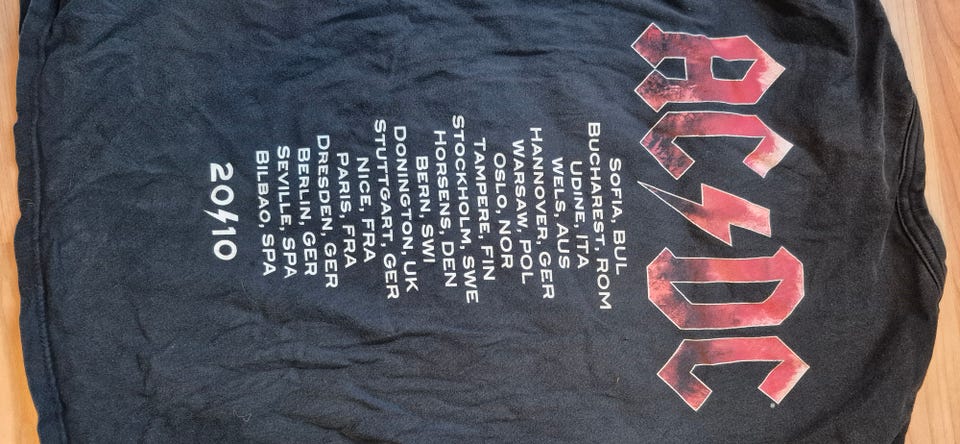 AC⚡DC
SOFIA, BUL
BUCHAREST, ROM
UDINE, ITA
WELS, AUS
HANNOVER, GER
WARSAW, POL
OSLO, NOR
TAMPERE, FIN
STOCKHOLM, SWE
HORSENS, DEN
BERN, SWI
DONINGTON, UK
STUTTGART, GER
NICE, FRA
PARIS, FRA
DRESDEN, GER
BERLIN, GER
SEVILLE, SPA
BILBAO, SPA
20⚡10